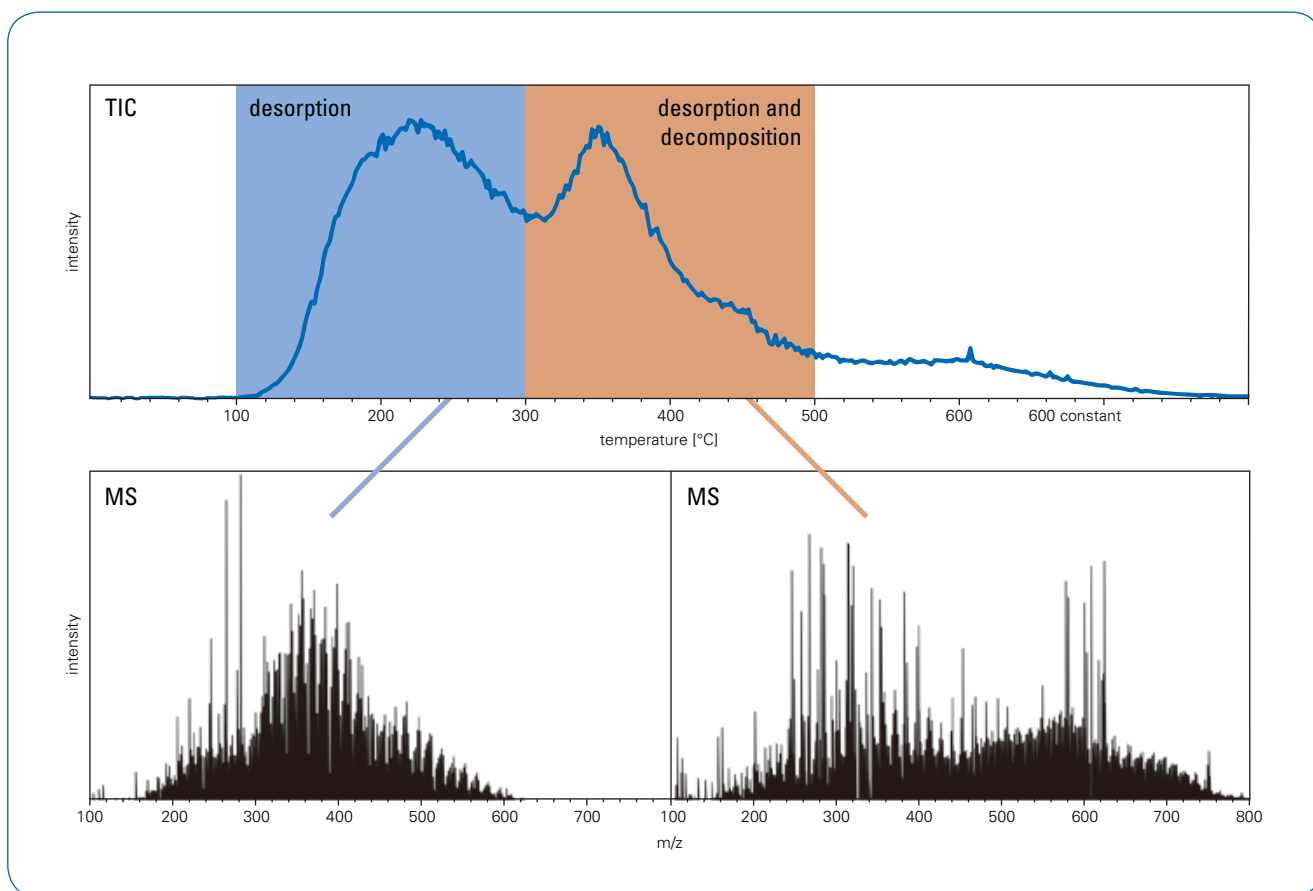 TIC
desorption
desorption and
decomposition
intensity
100 200 300 400 500 600 600 constant
temperature [°C]
MS
MS
intensity
100 200 300 400 500 600 700 100 200 300 400 500 600 700 800
m/z